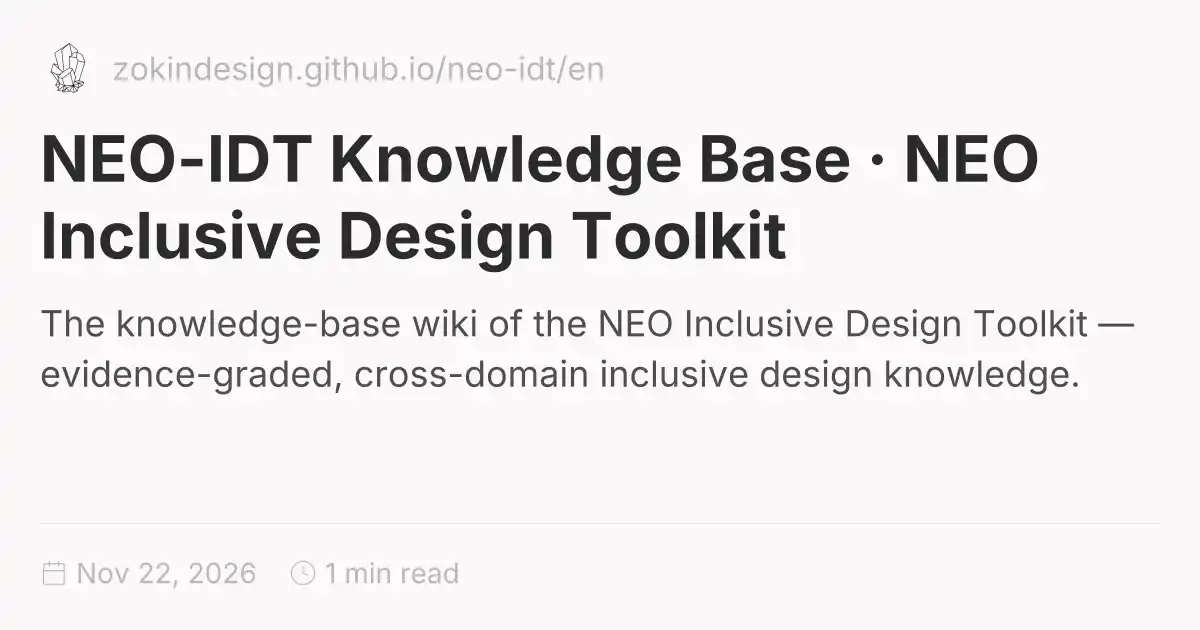 zokindesign.github.io/neo-idt/en
NEO-IDT Knowledge Base · NEO
Inclusive Design Toolkit
The knowledge-base wiki of the NEO Inclusive Design Toolkit —
evidence-graded, cross-domain inclusive design knowledge.
Nov 22, 2026 1 min read